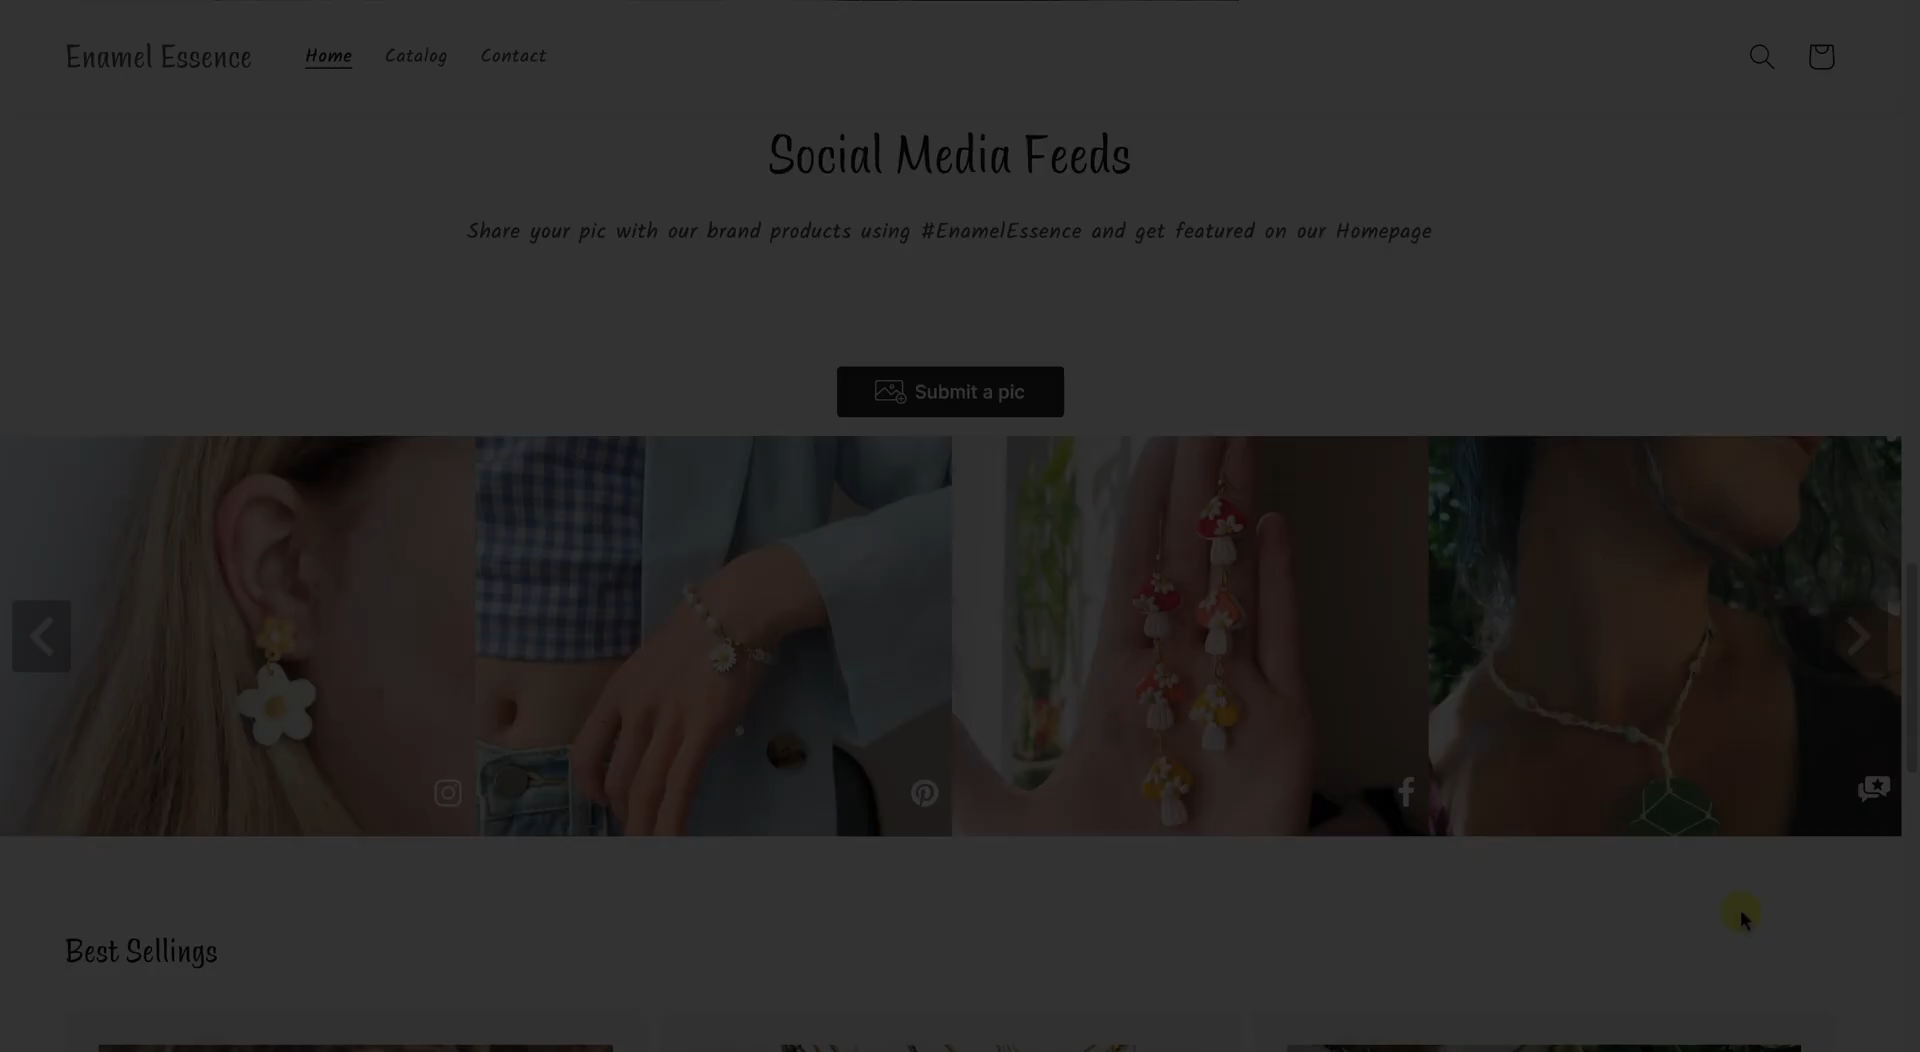 Enamel Essence
Home
Catalog
Contact
Social Media Feeds
Share your pic with our brand products using #EnamelEssence and get featured on our Homepage
Submit a pic
Best Sellings